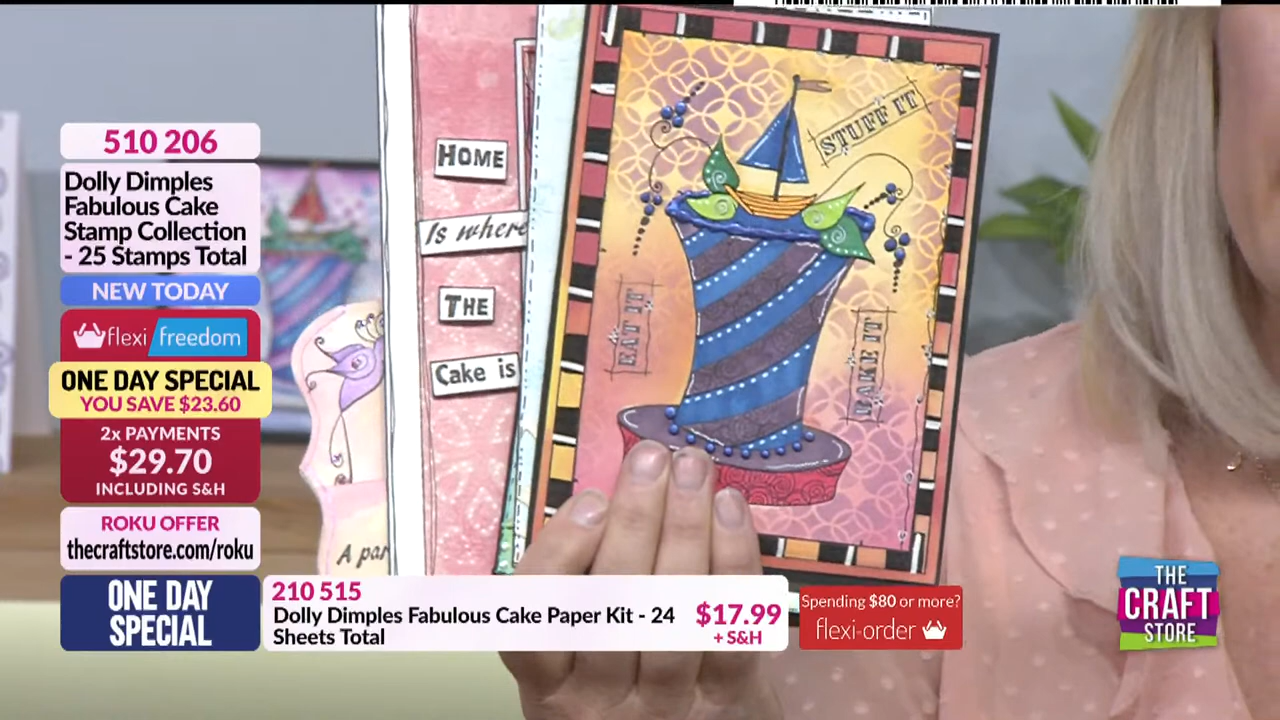 510 206
Dolly Dimples
Fabulous Cake
Stamp Collection
- 25 Stamps Total
NEW TODAY
flexi freedom
ONE DAY SPECIAL
YOU SAVE $23.60
2x PAYMENTS
$29.70
INCLUDING S&H
ROKU OFFER
thecraftstore.com/roku
ONE DAY
SPECIAL
210 515
Dolly Dimples Fabulous Cake Paper Kit - 24
Sheets Total
$17.99
+ S&H
Spending $80 or more?
flexi-order
THE
CRAFT
STORE
HOME
Is where
THE
Cake is
A par
STUFF IT
EAT IT
BAKE IT